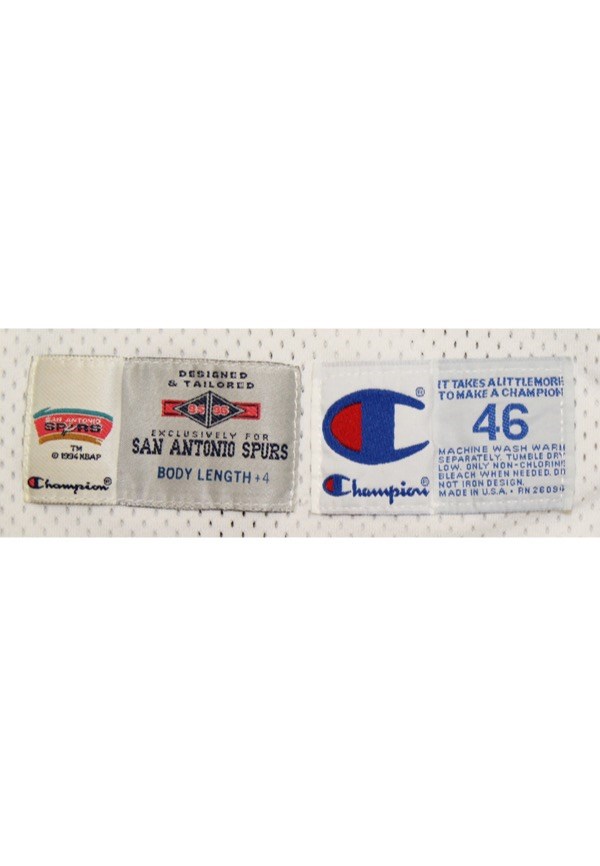 SAN ANTONIO
SPURS
TM
Champion®
DESIGNED
& TAILORED
EXCLUSIVELY FOR
SAN ANTONIO SPURS
BODY LENGTH +4
®
Champion
IT TAKES A LITTLE MORE
TO MAKE A CHAMPION
46
MACHINE WASH WARM
SEPARATELY. TUMBLE DRY
LOW. ONLY NON-CHLORINE
BLEACH WHEN NEEDED. DO
NOT IRON DESIGN.
MADE IN U.S.A. • RN 26094